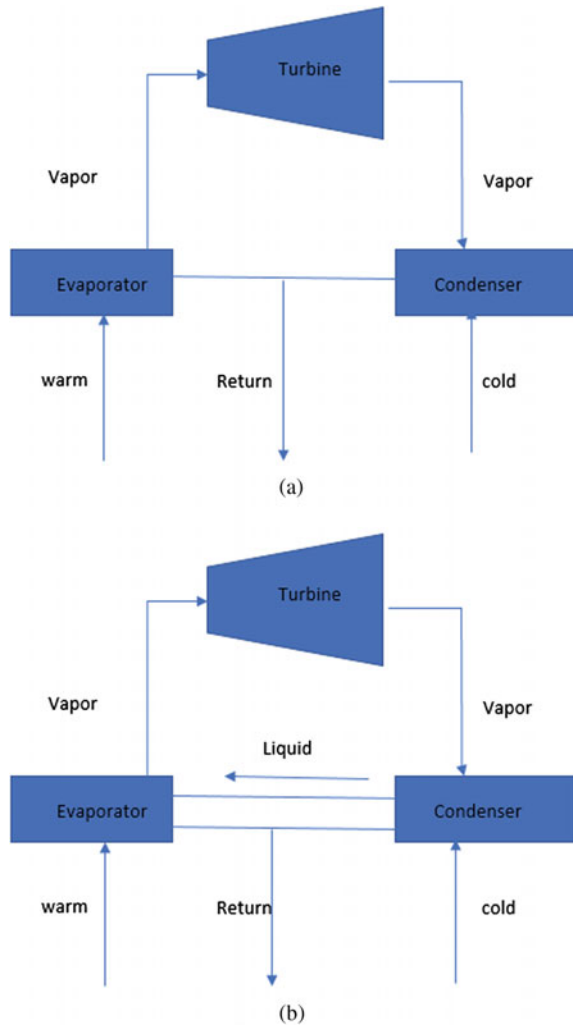 Turbine
Vapor
Vapor
Evaporator
Condenser
warm
Return
cold
(a)
Turbine
Vapor
Vapor
Liquid
Evaporator
Condenser
warm
Return
cold
(b)